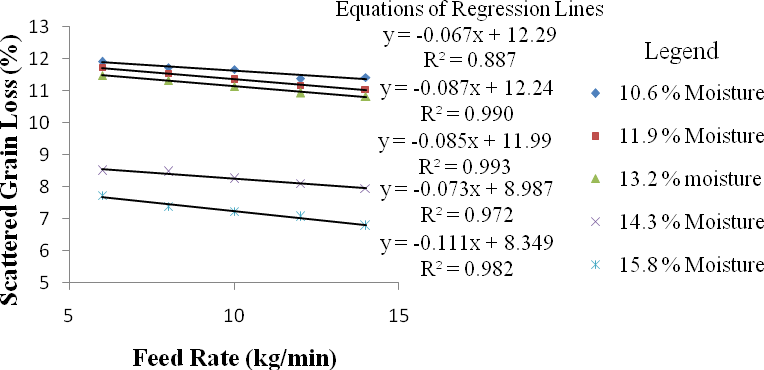 Equations of Regression Lines
y = -0.067x + 12.29
R² = 0.887
y = -0.087x + 12.24
R² = 0.990
y = -0.085x + 11.99
R² = 0.993
y = -0.073x + 8.987
R² = 0.972
y = -0.111x + 8.349
R² = 0.982
Legend
10.6 % Moisture
11.9 % Moisture
13.2 % moisture
14.3 % Moisture
15.8 % Moisture
Scattered Grain Loss (%)
13
12
11
10
9
8
7
6
5
5
10
15
Feed Rate (kg/min)